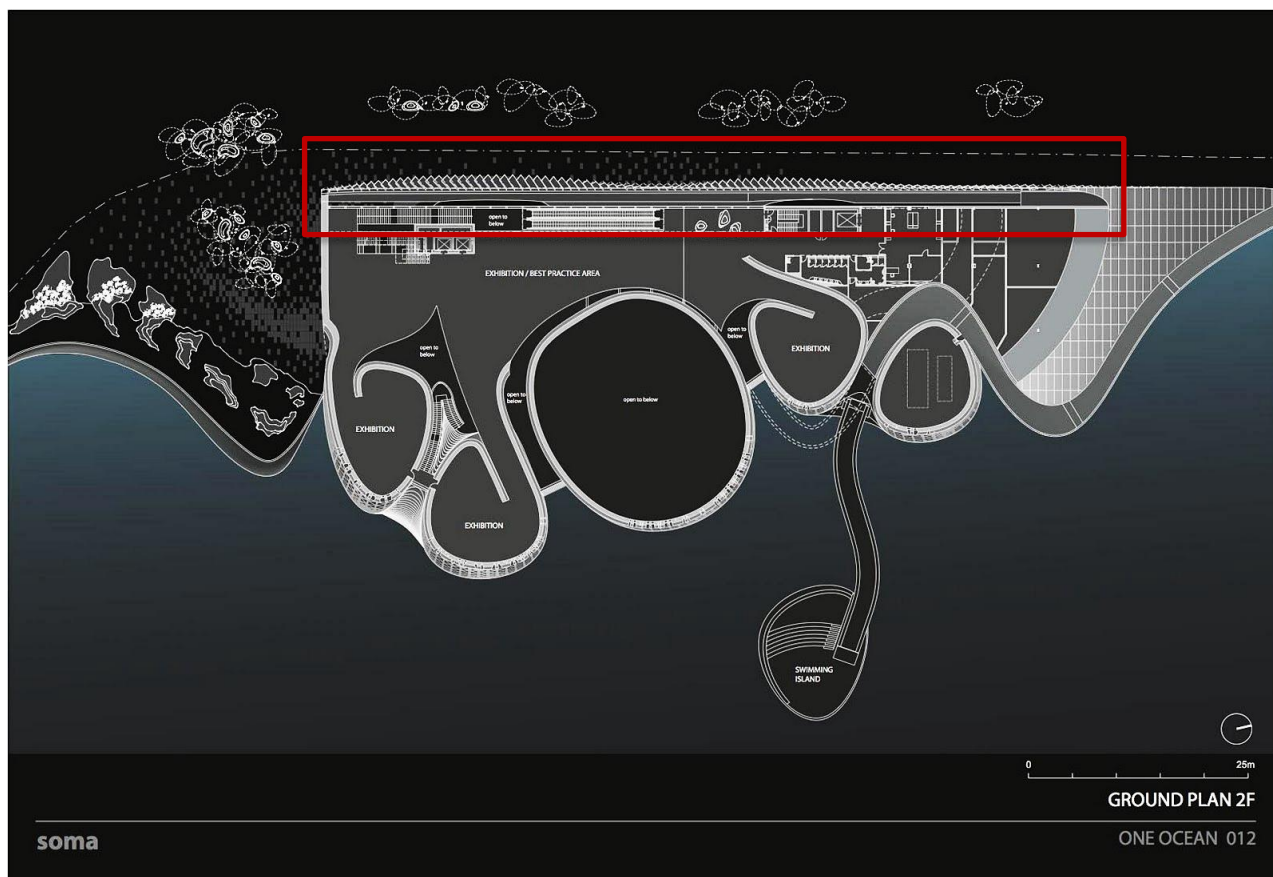 open to
below
EXHIBITION / BEST PRACTICE AREA
open to
below
open to
below
EXHIBITION
open to
below
open to below
EXHIBITION
EXHIBITION
SWIMMING
ISLAND
0
25m
GROUND PLAN 2F
soma
ONE OCEAN 012